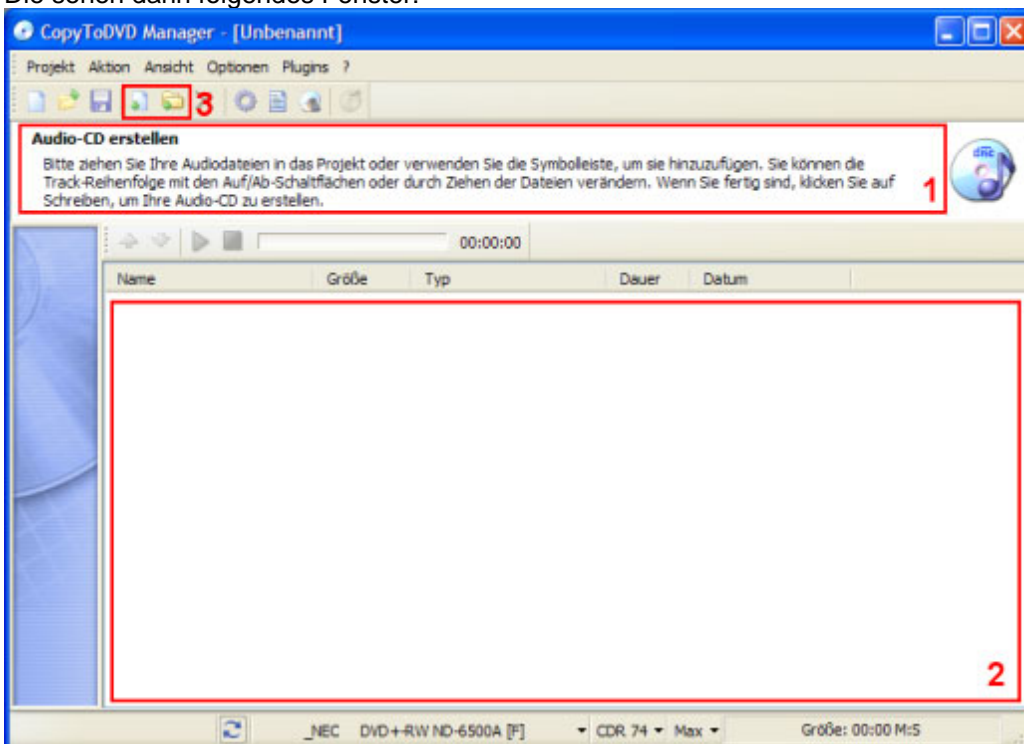 Die sehen dann folgendes Fenster:
CopyToDVD Manager - [Unbenannt]
Projekt Aktion Ansicht Optionen Plugins ?
3
Audio-CD erstellen
Bitte ziehen Sie Ihre Audiodateien in das Projekt oder verwenden Sie die Symbolleiste, um sie hinzuzufügen. Sie können die
Track-Reihenfolge mit den Auf/Ab-Schaltflächen oder durch Ziehen der Dateien verändern. Wenn Sie fertig sind, klicken Sie auf
Schreiben, um Ihre Audio-CD zu erstellen.
1
00:00:00
Name Größe Typ Dauer Datum
2
_NEC DVD+-RW ND-6500A [F] CDR 74 Max Größe: 00:00 M:S